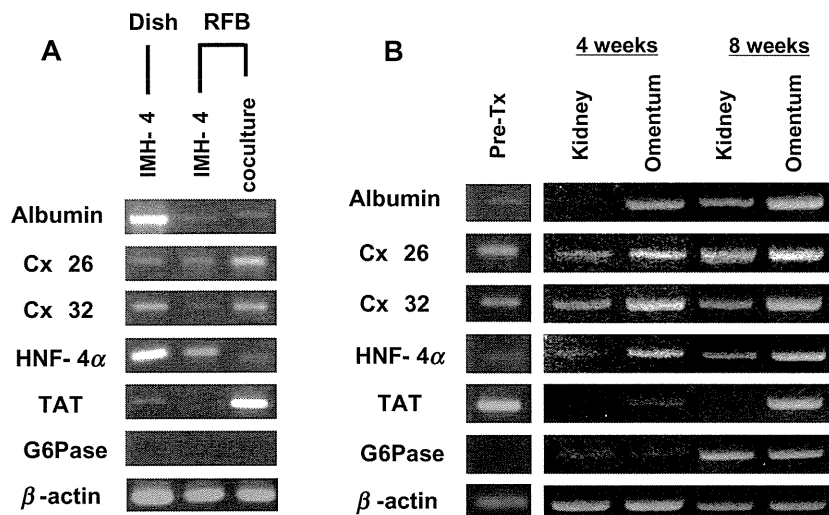 A
Dish RFB
IMH- 4
IMH- 4
coculture
Albumin
Cx 26
Cx 32
HNF- 4α
TAT
G6Pase
β-actin
B
4 weeks 8 weeks
Pre-Tx
Kidney
Omentum
Kidney
Omentum
Albumin
Cx 26
Cx 32
HNF- 4α
TAT
G6Pase
β-actin